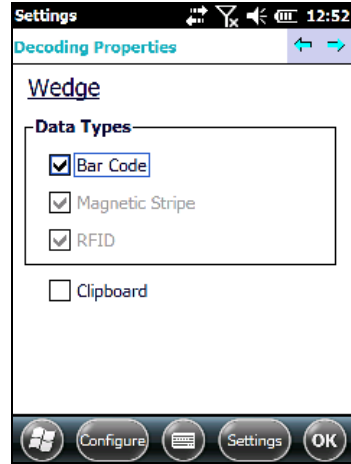 Settings 12:52
Decoding Properties
Wedge
Data Types
Bar Code
Magnetic Stripe
RFID
Clipboard
Configure Settings OK